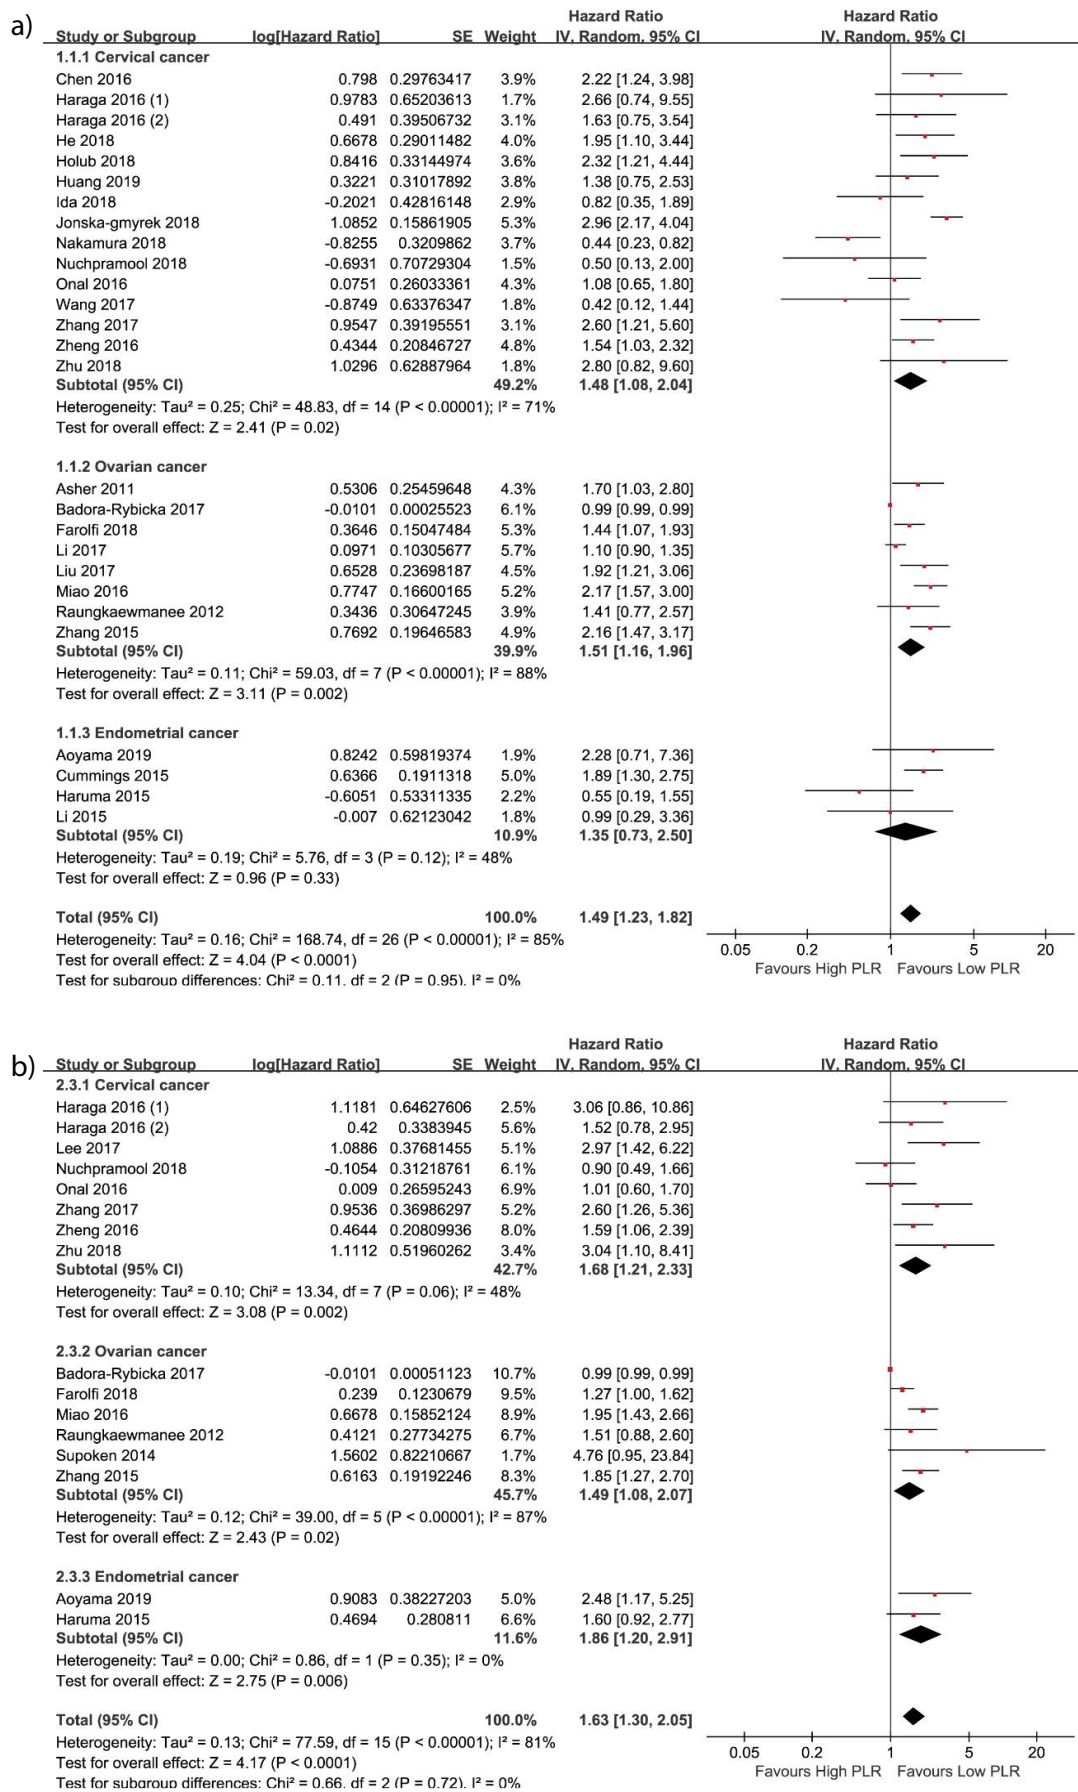 a)
Hazard Ratio Hazard Ratio
Study or Subgroup log[Hazard Ratio] SE Weight IV, Random, 95% CI IV, Random, 95% CI
1.1.1 Cervical cancer
Chen 2016 0.798 0.29763417 3.9% 2.22 [1.24, 3.98]
Haraga 2016 (1) 0.9783 0.65203613 1.7% 2.66 [0.74, 9.55]
Haraga 2016 (2) 0.491 0.39506732 3.1% 1.63 [0.75, 3.54]
He 2018 0.6678 0.29011482 4.0% 1.95 [1.10, 3.44]
Holub 2018 0.8416 0.33144974 3.6% 2.32 [1.21, 4.44]
Huang 2019 0.3221 0.31017892 3.8% 1.38 [0.75, 2.53]
Ida 2018 -0.2021 0.42816148 2.9% 0.82 [0.35, 1.89]
Jonska-gmyrek 2018 1.0852 0.15861905 5.3% 2.96 [2.17, 4.04]
Nakamura 2018 -0.8255 0.3209862 3.7% 0.44 [0.23, 0.82]
Nuchpramool 2018 -0.6931 0.70729304 1.5% 0.50 [0.13, 2.00]
Onal 2016 0.0751 0.26033361 4.3% 1.08 [0.65, 1.80]
Wang 2017 -0.8749 0.63376347 1.8% 0.42 [0.12, 1.44]
Zhang 2017 0.9547 0.39195551 3.1% 2.60 [1.21, 5.60]
Zheng 2016 0.4344 0.20846727 4.8% 1.54 [1.03, 2.32]
Zhu 2018 1.0296 0.62887964 1.8% 2.80 [0.82, 9.60]
Subtotal (95% CI) 49.2% 1.48 [1.08, 2.04]
Heterogeneity: Tau² = 0.25; Chi² = 48.83, df = 14 (P < 0.00001); I² = 71%
Test for overall effect: Z = 2.41 (P = 0.02)
1.1.2 Ovarian cancer
Asher 2011 0.5306 0.25459648 4.3% 1.70 [1.03, 2.80]
Badora-Rybicka 2017 -0.0101 0.00025523 6.1% 0.99 [0.99, 0.99]
Farolfi 2018 0.3646 0.15047484 5.3% 1.44 [1.07, 1.93]
Li 2017 0.0971 0.10305677 5.7% 1.10 [0.90, 1.35]
Liu 2017 0.6528 0.23698187 4.5% 1.92 [1.21, 3.06]
Miao 2016 0.7747 0.16600165 5.2% 2.17 [1.57, 3.00]
Raungkaewmanee 2012 0.3436 0.30647245 3.9% 1.41 [0.77, 2.57]
Zhang 2015 0.7692 0.19646583 4.9% 2.16 [1.47, 3.17]
Subtotal (95% CI) 39.9% 1.51 [1.16, 1.96]
Heterogeneity: Tau² = 0.11; Chi² = 59.03, df = 7 (P < 0.00001); I² = 88%
Test for overall effect: Z = 3.11 (P = 0.002)
1.1.3 Endometrial cancer
Aoyama 2019 0.8242 0.59819374 1.9% 2.28 [0.71, 7.36]
Cummings 2015 0.6366 0.1911318 5.0% 1.89 [1.30, 2.75]
Haruma 2015 -0.6051 0.53311335 2.2% 0.55 [0.19, 1.55]
Li 2015 -0.007 0.62123042 1.8% 0.99 [0.29, 3.36]
Subtotal (95% CI) 10.9% 1.35 [0.73, 2.50]
Heterogeneity: Tau² = 0.19; Chi² = 5.76, df = 3 (P = 0.12); I² = 48%
Test for overall effect: Z = 0.96 (P = 0.33)
Total (95% CI) 100.0% 1.49 [1.23, 1.82]
Heterogeneity: Tau² = 0.16; Chi² = 168.74, df = 26 (P < 0.00001); I² = 85%
Test for overall effect: Z = 4.04 (P < 0.0001)
Test for subgroup differences: Chi² = 0.11, df = 2 (P = 0.95), I² = 0%
0.05 0.2 1 5 20
Favours High PLR Favours Low PLR
b)
Hazard Ratio Hazard Ratio
Study or Subgroup log[Hazard Ratio] SE Weight IV, Random, 95% CI IV, Random, 95% CI
2.3.1 Cervical cancer
Haraga 2016 (1) 1.1181 0.64627606 2.5% 3.06 [0.86, 10.86]
Haraga 2016 (2) 0.42 0.3383945 5.6% 1.52 [0.78, 2.95]
Lee 2017 1.0886 0.37681455 5.1% 2.97 [1.42, 6.22]
Nuchpramool 2018 -0.1054 0.31218761 6.1% 0.90 [0.49, 1.66]
Onal 2016 0.009 0.26595243 6.9% 1.01 [0.60, 1.70]
Zhang 2017 0.9536 0.36986297 5.2% 2.60 [1.26, 5.36]
Zheng 2016 0.4644 0.20809936 8.0% 1.59 [1.06, 2.39]
Zhu 2018 1.1112 0.51960262 3.4% 3.04 [1.10, 8.41]
Subtotal (95% CI) 42.7% 1.68 [1.21, 2.33]
Heterogeneity: Tau² = 0.10; Chi² = 13.34, df = 7 (P = 0.06); I² = 48%
Test for overall effect: Z = 3.08 (P = 0.002)
2.3.2 Ovarian cancer
Badora-Rybicka 2017 -0.0101 0.00051123 10.7% 0.99 [0.99, 0.99]
Farolfi 2018 0.239 0.1230679 9.5% 1.27 [1.00, 1.62]
Miao 2016 0.6678 0.15852124 8.9% 1.95 [1.43, 2.66]
Raungkaewmanee 2012 0.4121 0.27734275 6.7% 1.51 [0.88, 2.60]
Supoken 2014 1.5602 0.82210667 1.7% 4.76 [0.95, 23.84]
Zhang 2015 0.6163 0.19192246 8.3% 1.85 [1.27, 2.70]
Subtotal (95% CI) 45.7% 1.49 [1.08, 2.07]
Heterogeneity: Tau² = 0.12; Chi² = 39.00, df = 5 (P < 0.00001); I² = 87%
Test for overall effect: Z = 2.43 (P = 0.02)
2.3.3 Endometrial cancer
Aoyama 2019 0.9083 0.38227203 5.0% 2.48 [1.17, 5.25]
Haruma 2015 0.4694 0.280811 6.6% 1.60 [0.92, 2.77]
Subtotal (95% CI) 11.6% 1.86 [1.20, 2.91]
Heterogeneity: Tau² = 0.00; Chi² = 0.86, df = 1 (P = 0.35); I² = 0%
Test for overall effect: Z = 2.75 (P = 0.006)
Total (95% CI) 100.0% 1.63 [1.30, 2.05]
Heterogeneity: Tau² = 0.13; Chi² = 77.59, df = 15 (P < 0.00001); I² = 81%
Test for overall effect: Z = 4.17 (P < 0.0001)
Test for subgroup differences: Chi² = 0.66, df = 2 (P = 0.72), I² = 0%
0.05 0.2 1 5 20
Favours High PLR Favours Low PLR